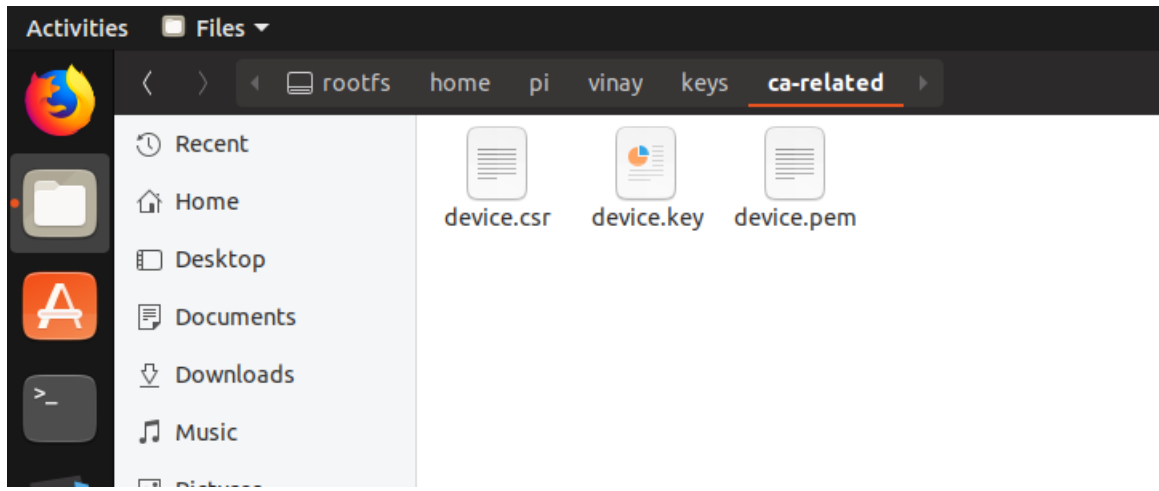 Activities Files
rootfs home pi vinay keys ca-related
Recent
Home
Desktop
Documents
Downloads
Music
Pictures
device.csr device.key device.pem
>_